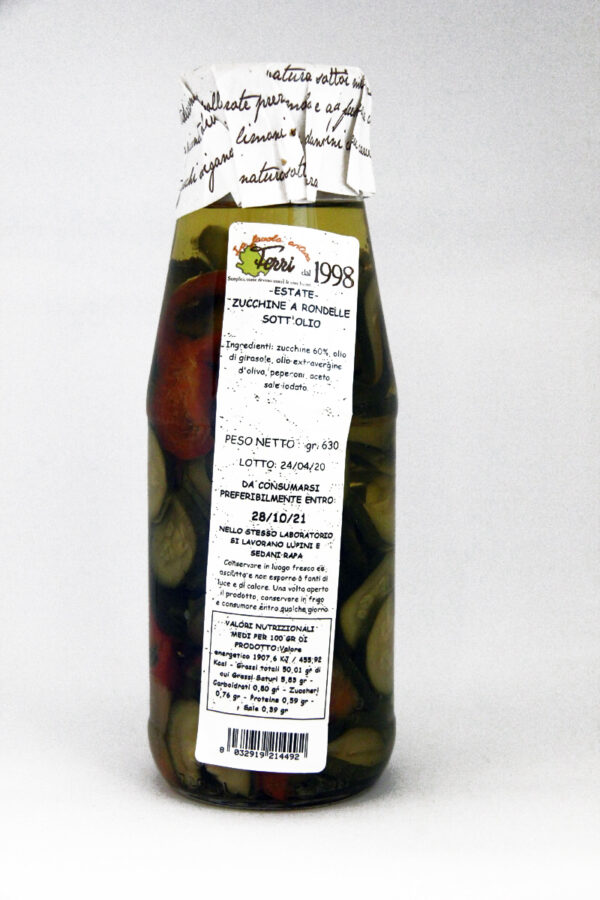 natura sottoi
limoni
naturasott
La tavola
Terri dal 1998
-ESTATE-
ZUCCHINE A RONDELLE
SOTT'OLIO
Ingredienti: zucchine 60%, olio
di girasole, olio extravergine
d'oliva, peperoni, aceto,
sale iodato.
PESO NETTO: gr. 630
LOTTO: 24/04/20
DA CONSUMARSI
PREFERIBILMENTE ENTRO:
28/10/21
NELLO STESSO LABORATORIO
SI LAVORANO LUPINI E
SEDANI RAPA
Conservare in luogo fresco ed
asciutto e non esporre a fonti di
luce e di calore. Una volta aperto
il prodotto, conservare in frigo
e consumare entro qualche giorno
VALORI NUTRIZIONALI
MEDI PER 100 GR DI
PRODOTTO:Valore
energetico 1907,6 KJ / 455,92
Kcal - Grassi totali 50,01 gr di
cui Grassi Saturi 5,83 gr -
Carboidrati 0,80 gr - Zuccheri
0,76 gr - Proteine 0,59 gr -
Sale 0,39 gr
8 032919 214492